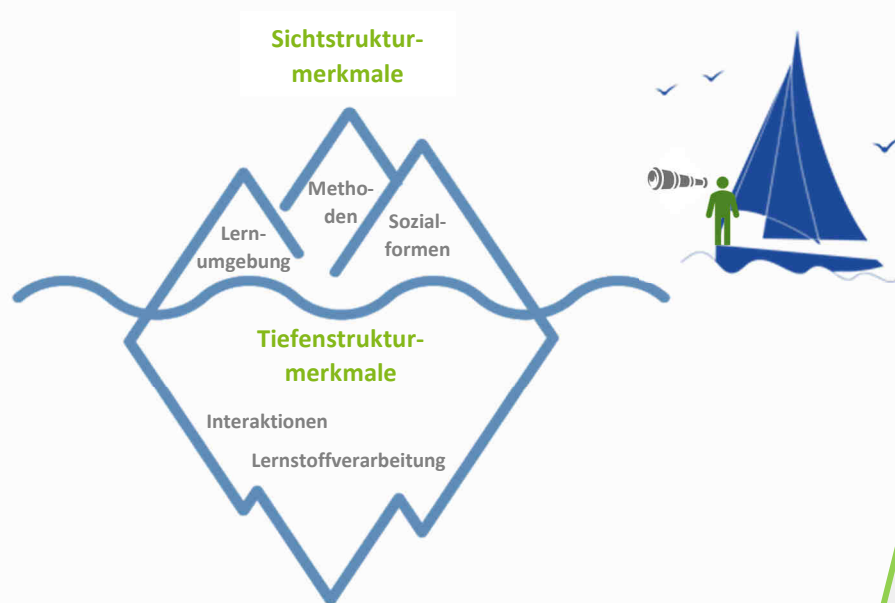 Sichtstruktur-
merkmale
Metho-
den
Lern-
umgebung
Sozial-
formen
Tiefenstruktur-
merkmale
Interaktionen
Lernstoffverarbeitung